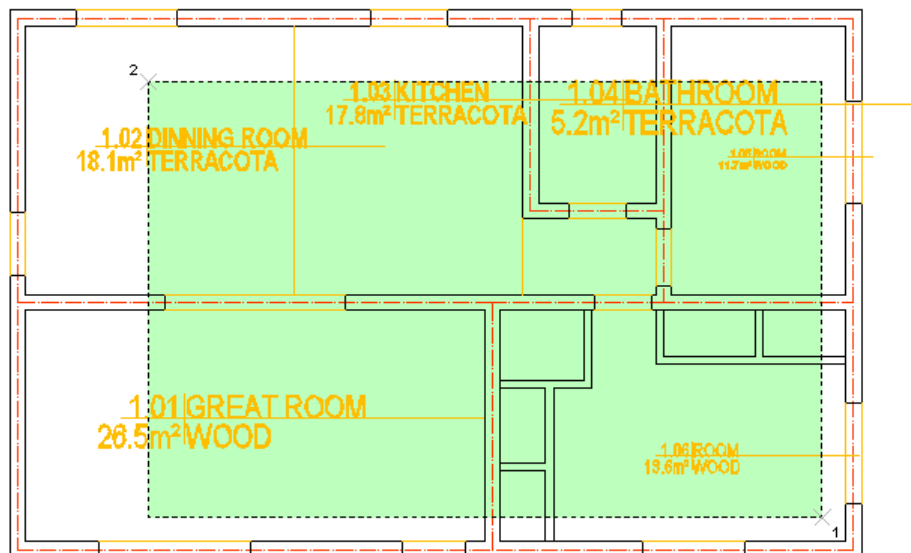 2
1.03 KITCHEN
17.8m² TERRACOTA
1.04 BATHROOM
5.2m² TERRACOTA
1.02 DINNING ROOM
18.1m² TERRACOTA
1.05 ROOM
11.7m² WOOD
1.01 GREAT ROOM
26.5m² WOOD
1.06 ROOM
13.6m² WOOD
1